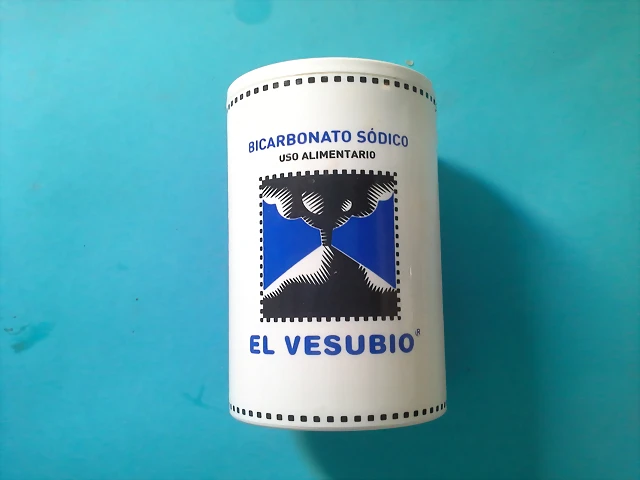 BICARBONATO SÓDICO
USO ALIMENTARIO
EL VESUBIO®